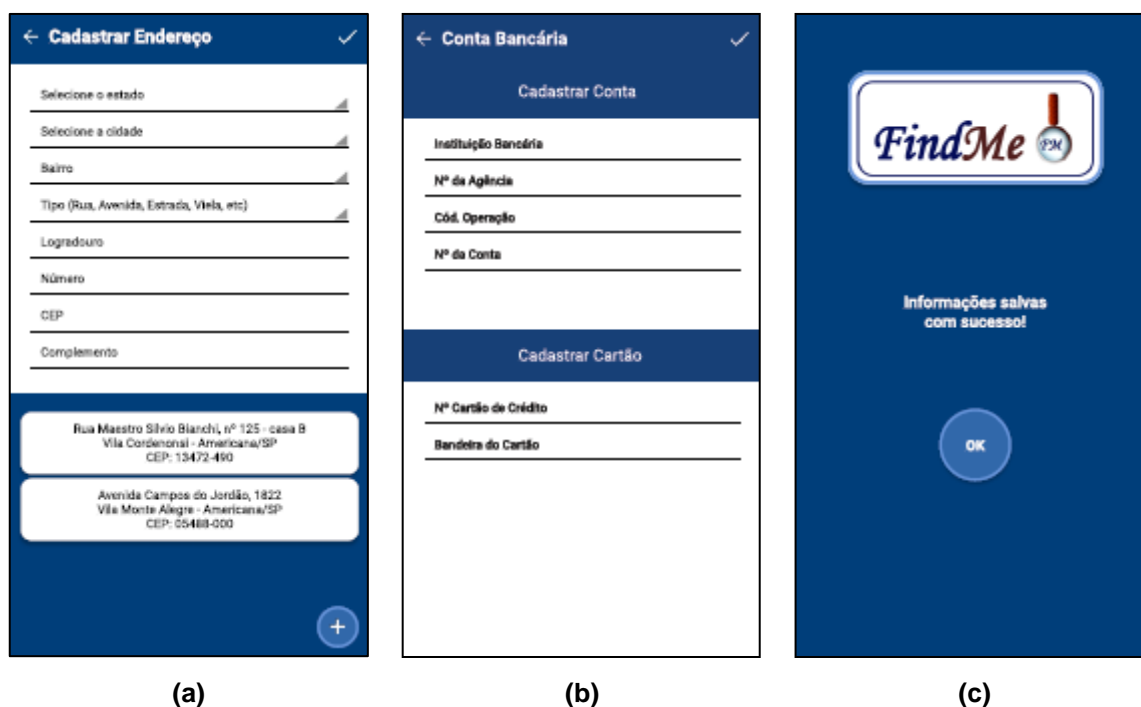 Cadastrar Endereço
Selecione o estado
Selecione a cidade
Bairro
Tipo (Rua, Avenida, Estrada, Viela, etc)
Logradouro
Número
CEP
Complemento
Rua Maestro Silvio Bianchi, nº 125 - casa B
Vila Cordenonsi - Americana/SP
CEP: 13472-490
Avenida Campos do Jordão, 1822
Vila Monte Alegre - Americana/SP
CEP: 05488-000
+
(a)
Conta Bancária
Cadastrar Conta
Instituição Bancária
Nº da Agência
Cód. Operação
Nº da Conta
Cadastrar Cartão
Nº Cartão de Crédito
Bandeira do Cartão
(b)
FindMe
FM
Informações salvas
com sucesso!
OK
(c)